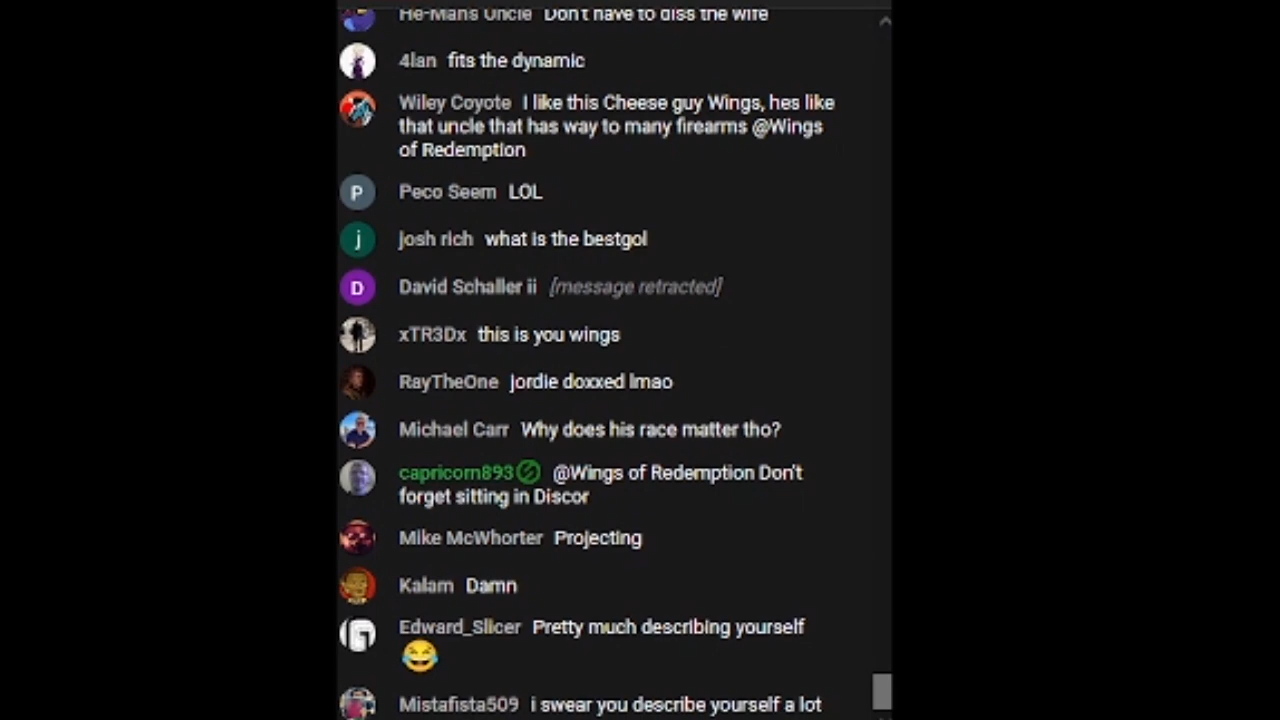 He-Man's Uncle Don't have to diss the wife
4lan fits the dynamic
Wiley Coyote I like this Cheese guy Wings, hes like
that uncle that has way to many firearms @Wings
of Redemption
P Peco Seem LOL
j josh rich what is the bestgol
D David Schaller ii [message retracted]
xTR3Dx this is you wings
RayTheOne jordie doxxed lmao
Michael Carr Why does his race matter tho?
capricorn893 @Wings of Redemption Don't
forget sitting in Discor
Mike McWhorter Projecting
Kalam Damn
Edward_Slicer Pretty much describing yourself
😂
Mistafista509 i swear you describe yourself a lot